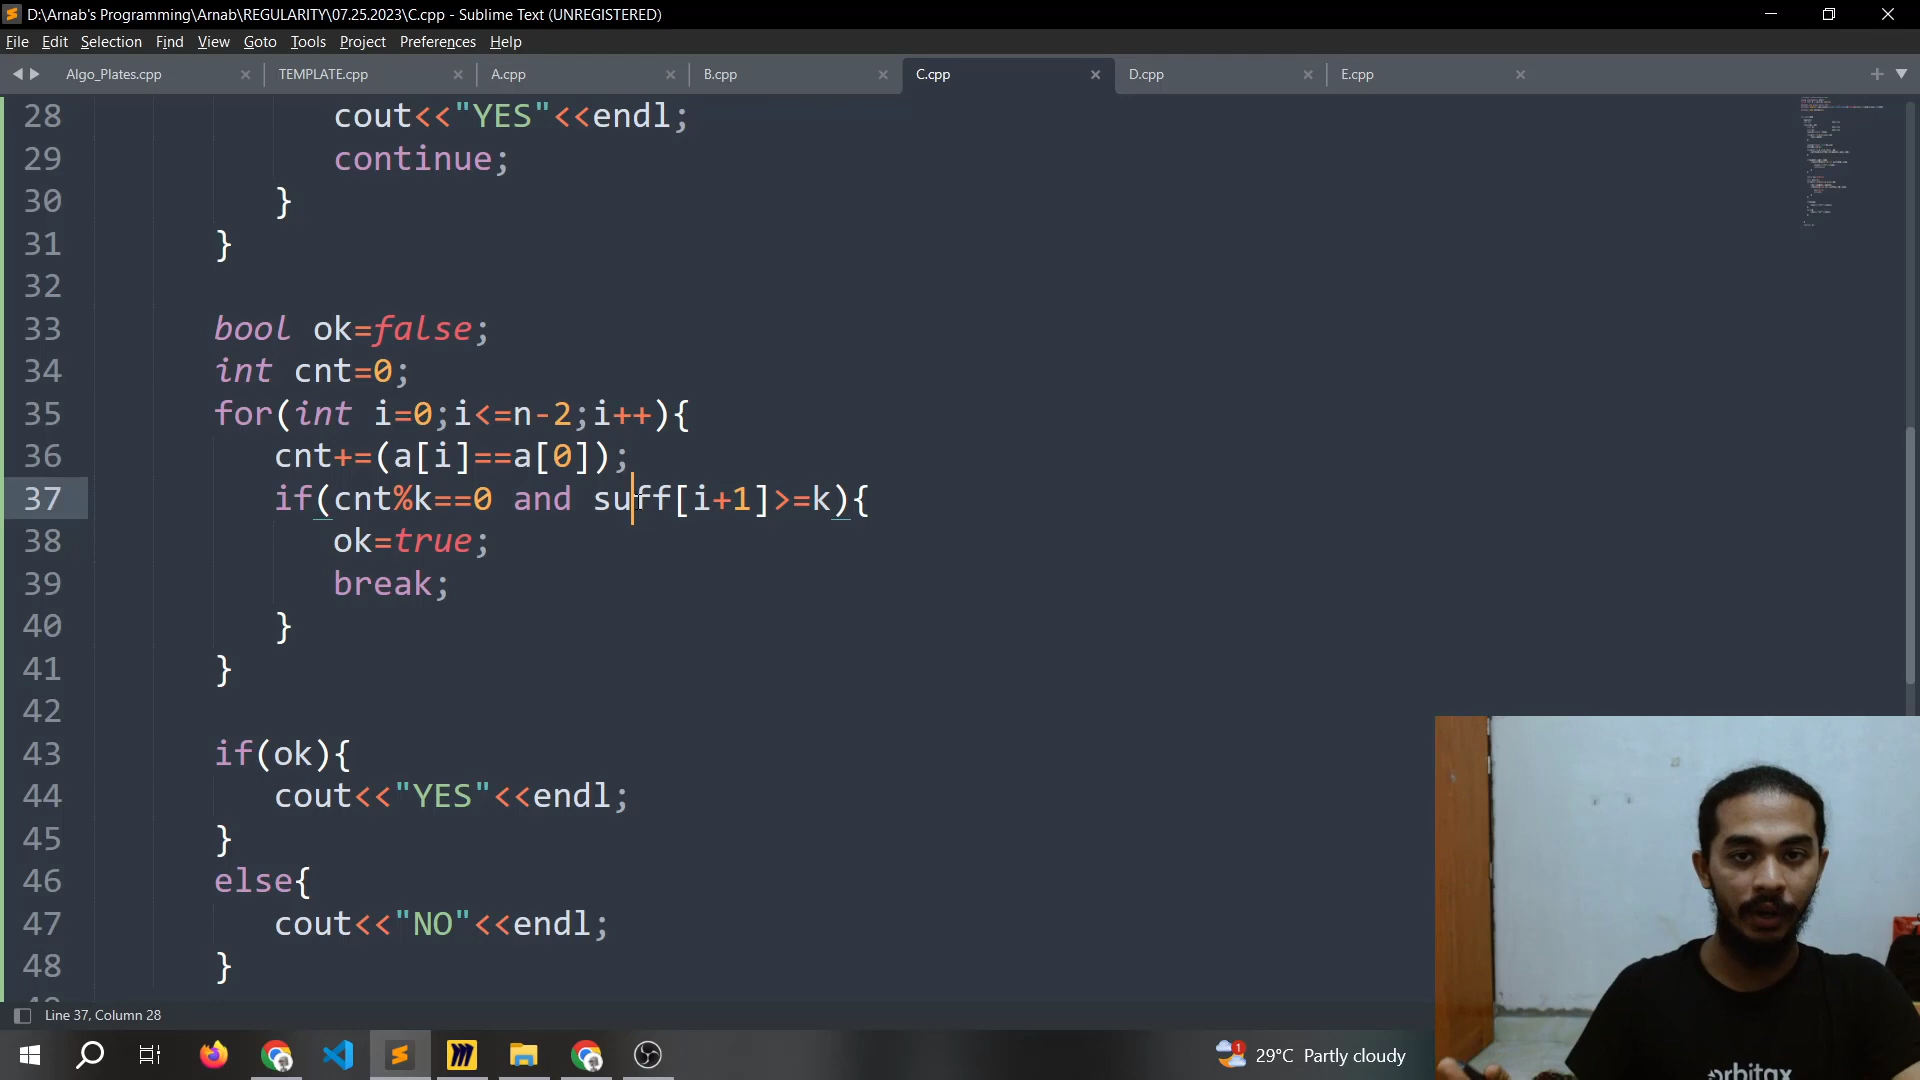 D:\Arnab's Programming\Arnab\REGULARITY\07.25.2023\C.cpp - Sublime Text (UNREGISTERED)
File Edit Selection Find View Goto Tools Project Preferences Help
Algo_Plates.cpp TEMPLATE.cpp A.cpp B.cpp C.cpp D.cpp E.cpp
28 cout<<"YES"<<endl;
29 continue;
30 }
31 }
32
33 bool ok=false;
34 int cnt=0;
35 for(int i=0;i<=n-2;i++){
36 cnt+=(a[i]==a[0]);
37 if(cnt%k==0 and suff[i+1]>=k){
38 ok=true;
39 break;
40 }
41 }
42
43 if(ok){
44 cout<<"YES"<<endl;
45 }
46 else{
47 cout<<"NO"<<endl;
48 }
Line 37, Column 28
1 29°C Partly cloudy
orbitax